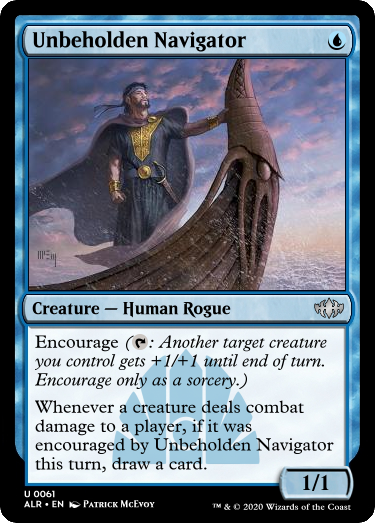 Unbeholden Navigator
Creature — Human Rogue
Encourage (T: Another target creature
you control gets +1/+1 until end of turn.
Encourage only as a sorcery.)
Whenever a creature deals combat
damage to a player, if it was
encouraged by Unbeholden Navigator
this turn, draw a card.
1/1
U 0061
ALR • EN Patrick McEvoy
™ & © 2020 Wizards of the Coast